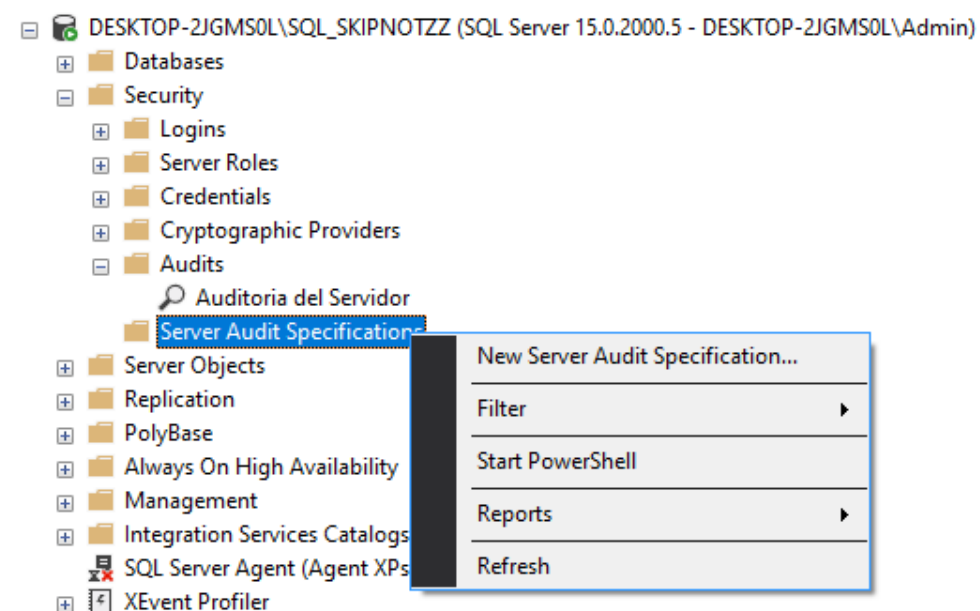 DESKTOP-2JGMS0L\SQL_SKIPNOTZZ (SQL Server 15.0.2000.5 - DESKTOP-2JGMS0L\Admin)
Databases
Security
Logins
Server Roles
Credentials
Cryptographic Providers
Audits
Auditoria del Servidor
Server Audit Specifications
New Server Audit Specification...
Server Objects
Filter
Replication
PolyBase
Start PowerShell
Always On High Availability
Management
Reports
Integration Services Catalogs
SQL Server Agent (Agent XPs
Refresh
XEvent Profiler